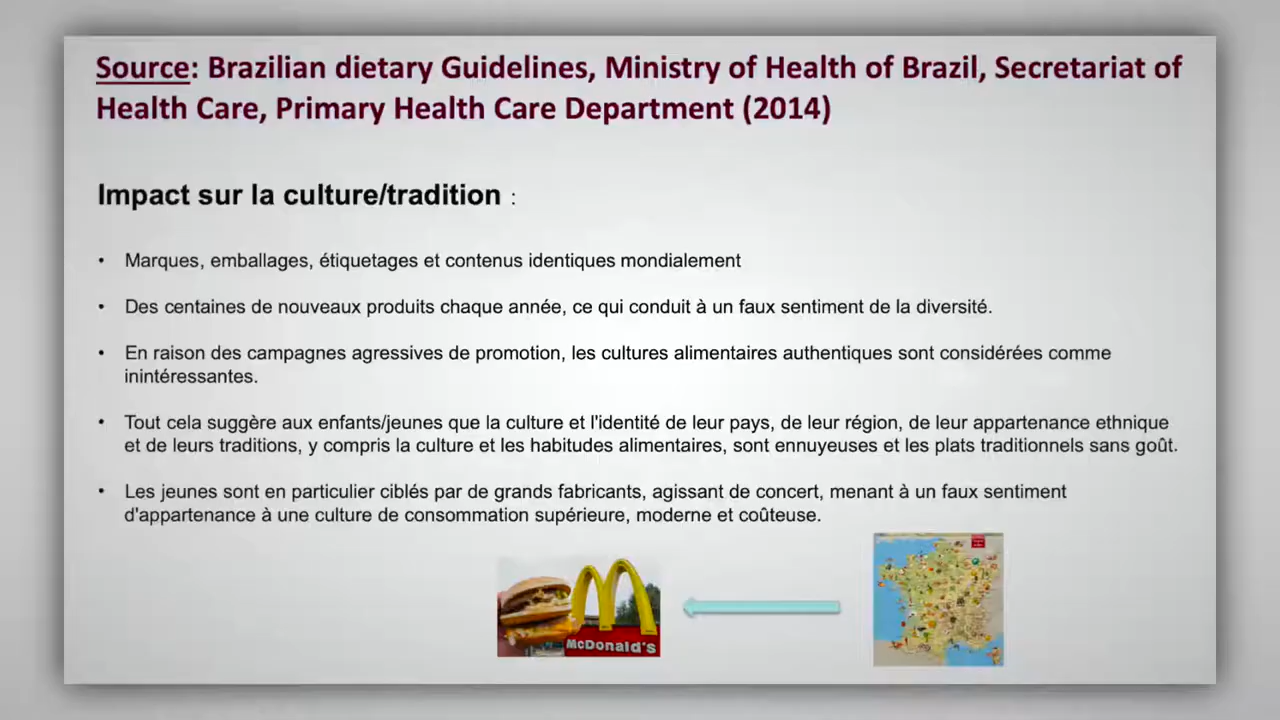 Source: Brazilian dietary Guidelines, Ministry of Health of Brazil, Secretariat of
Health Care, Primary Health Care Department (2014)
Impact sur la culture/tradition :
• Marques, emballages, étiquetages et contenus identiques mondialement
• Des centaines de nouveaux produits chaque année, ce qui conduit à un faux sentiment de la diversité.
• En raison des campagnes agressives de promotion, les cultures alimentaires authentiques sont considérées comme
inintéressantes.
• Tout cela suggère aux enfants/jeunes que la culture et l'identité de leur pays, de leur région, de leur appartenance ethnique
et de leurs traditions, y compris la culture et les habitudes alimentaires, sont ennuyeuses et les plats traditionnels sans goût.
• Les jeunes sont en particulier ciblés par de grands fabricants, agissant de concert, menant à un faux sentiment
d'appartenance à une culture de consommation supérieure, moderne et coûteuse.
McDonald's